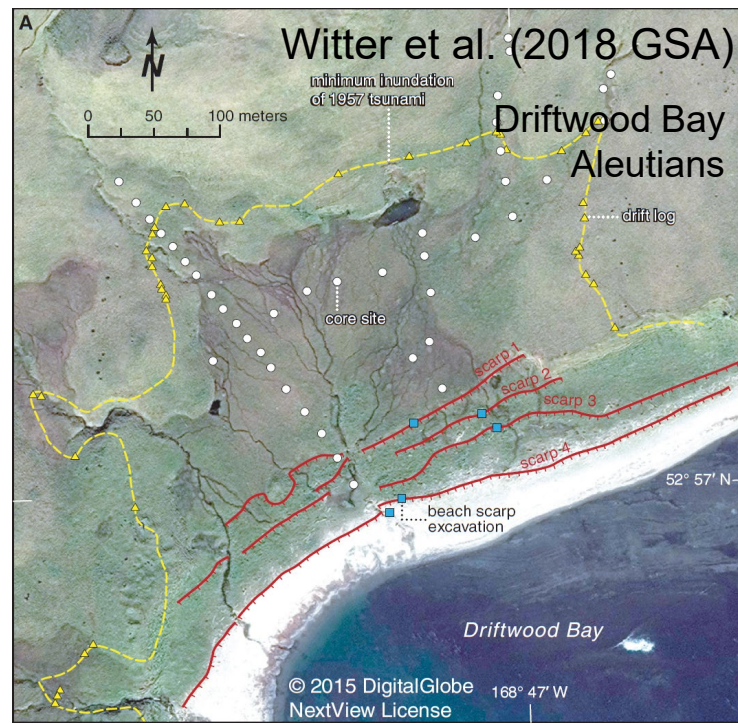 A
Witter et al. (2018 GSA)
N
minimum inundation
of 1957 tsunami
0 50 100 meters
Driftwood Bay
Aleutians
drift log
core site
scarp 1
scarp 2
scarp 3
scarp 4
52° 57′ N
beach scarp
excavation
Driftwood Bay
© 2015 DigitalGlobe
NextView License
168° 47′ W